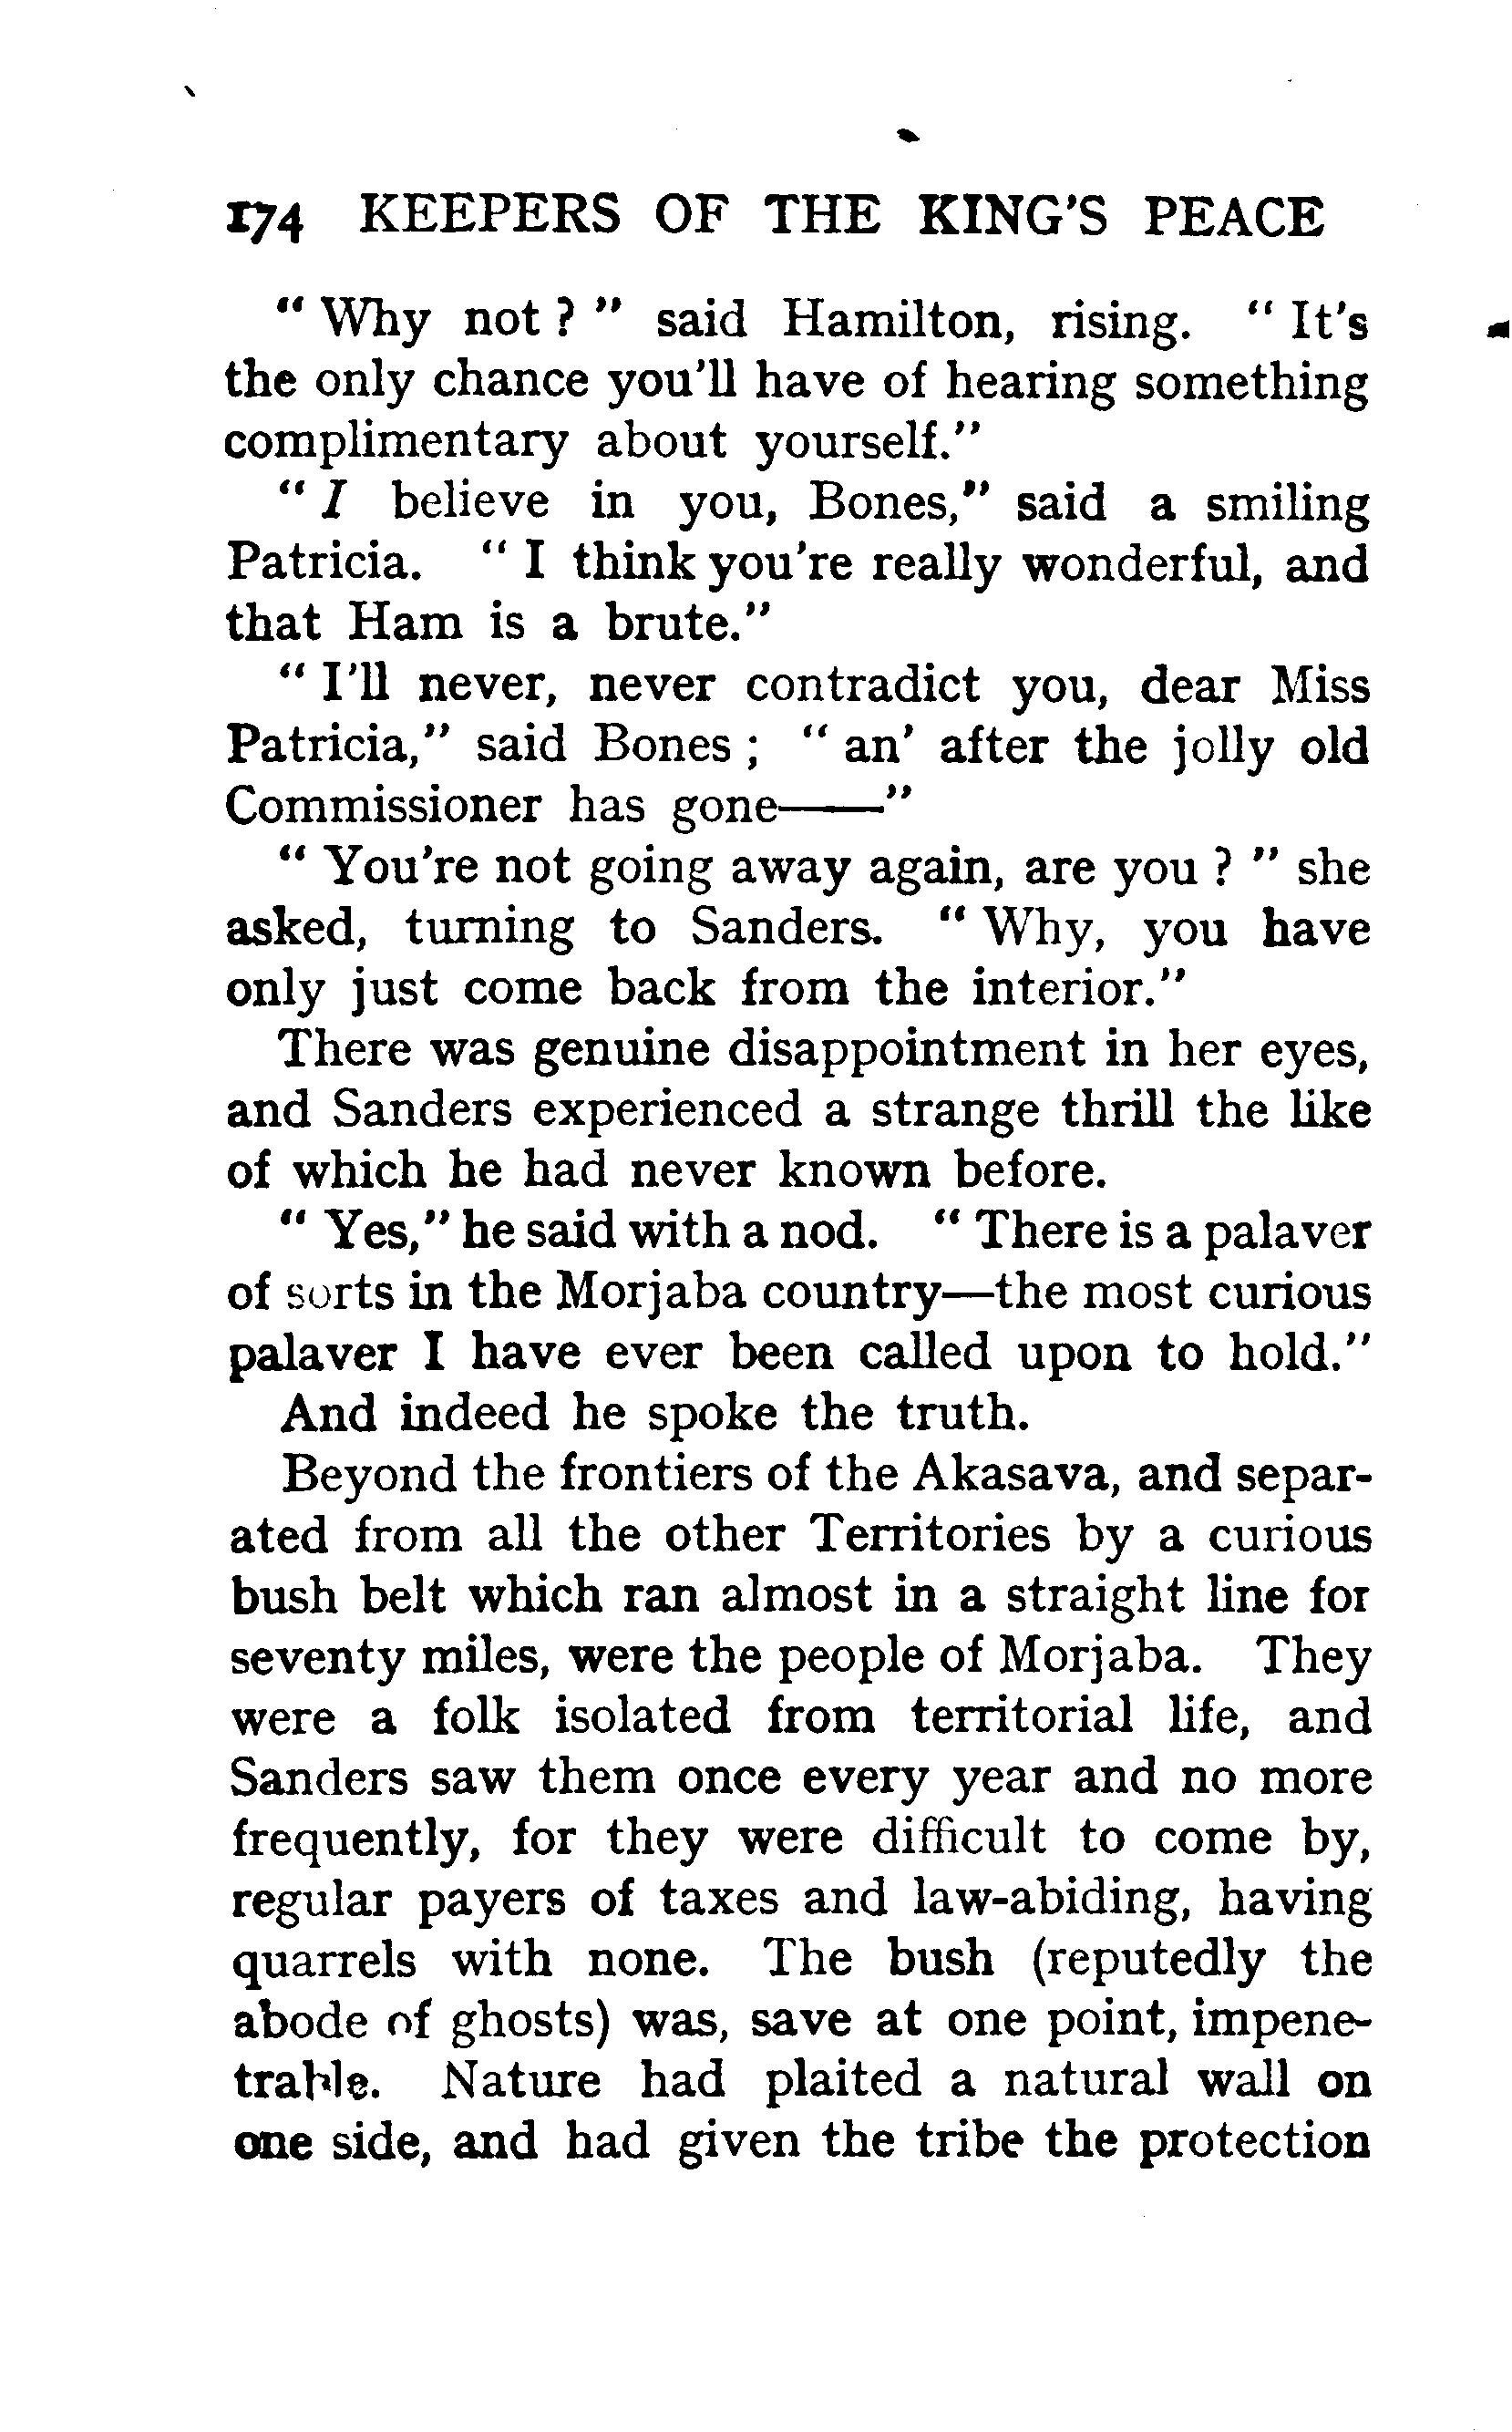 174 KEEPERS OF THE KING'S PEACE
" Why not ? " said Hamilton, rising. " It's
the only chance you'll have of hearing something
complimentary about yourself."
" I believe in you, Bones," said a smiling
Patricia. " I think you're really wonderful, and
that Ham is a brute."
" I'll never, never contradict you, dear Miss
Patricia," said Bones ; " an' after the jolly old
Commissioner has gone——"
" You're not going away again, are you ? " she
asked, turning to Sanders. " Why, you have
only just come back from the interior."
There was genuine disappointment in her eyes,
and Sanders experienced a strange thrill the like
of which he had never known before.
" Yes," he said with a nod. " There is a palaver
of sorts in the Morjaba country—the most curious
palaver I have ever been called upon to hold."
And indeed he spoke the truth.
Beyond the frontiers of the Akasava, and separ-
ated from all the other Territories by a curious
bush belt which ran almost in a straight line for
seventy miles, were the people of Morjaba. They
were a folk isolated from territorial life, and
Sanders saw them once every year and no more
frequently, for they were difficult to come by,
regular payers of taxes and law-abiding, having
quarrels with none. The bush (reputedly the
abode of ghosts) was, save at one point, impene-
trable. Nature had plaited a natural wall on
one side, and had given the tribe the protection